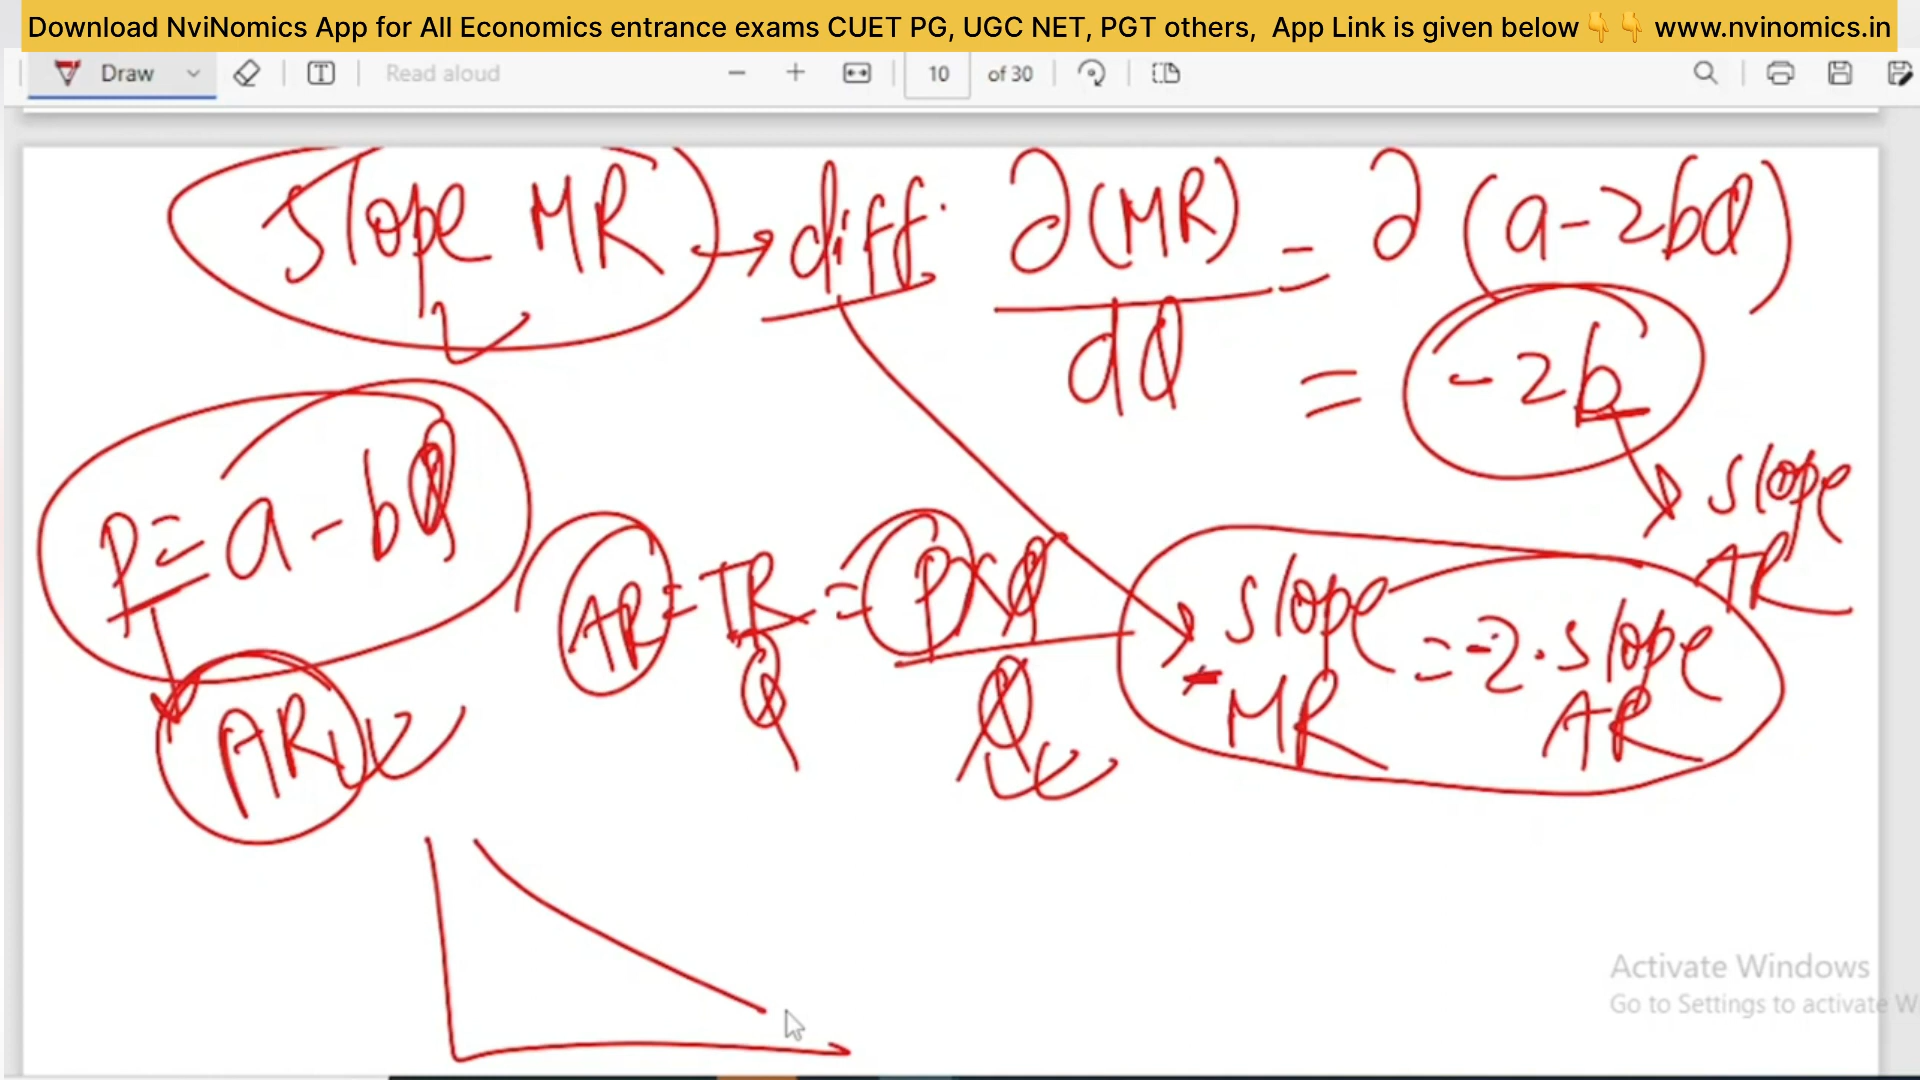 Download NviNomics App for All Economics entrance exams CUET PG, UGC NET, PGT others, App Link is given below👇👇 www.nvinomics.in
Draw Read aloud 10 of 30
Slope MR → diff. ∂(MR) = ∂ (a-2bQ)
dQ = -2b
slope
AR
P = a - bQ
AR = TR = P×Q
Q Q
slope = -2. slope
MR AR
AR
Activate Windows
Go to Settings to activate W